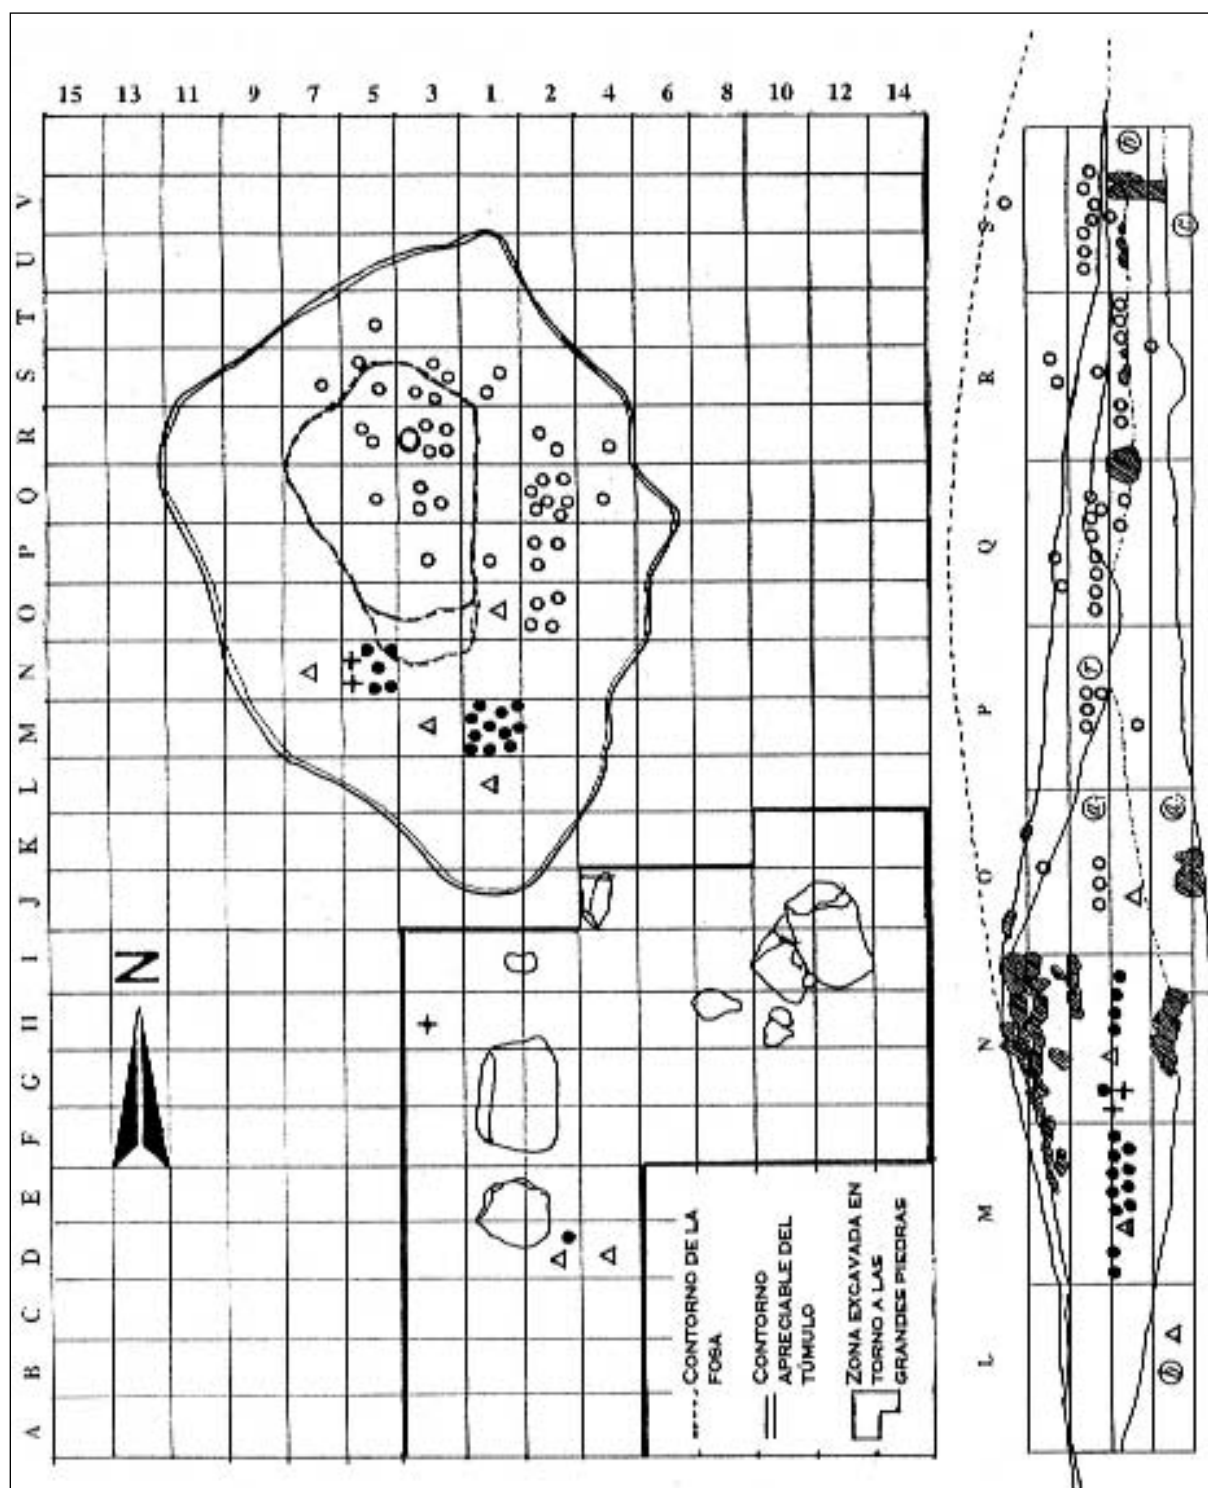 15 13 11 9 7 5 3 1 2 4 6 8 10 12 14
V
U
T
S
R
Q
P
O
N
M
L
K
J
I
H
G
F
E
D
C
B
A
N
CONTORNO DE LA
FOSA
CONTORNO
APRECIABLE DEL
TÚMULO
ZONA EXCAVADA EN
TORNO A LAS
GRANDES PIEDRAS
S
R
Q
P
O
N
M
L